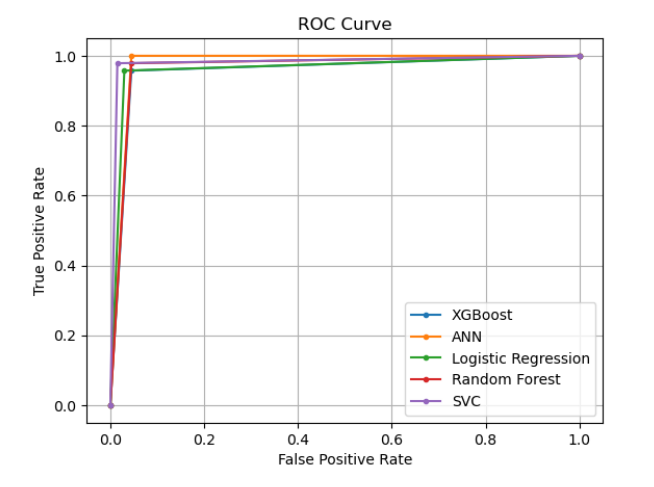 ROC Curve
1.0
0.8
0.6
0.4
0.2
0.0
True Positive Rate
XGBoost
ANN
Logistic Regression
Random Forest
SVC
0.0 0.2 0.4 0.6 0.8 1.0
False Positive Rate